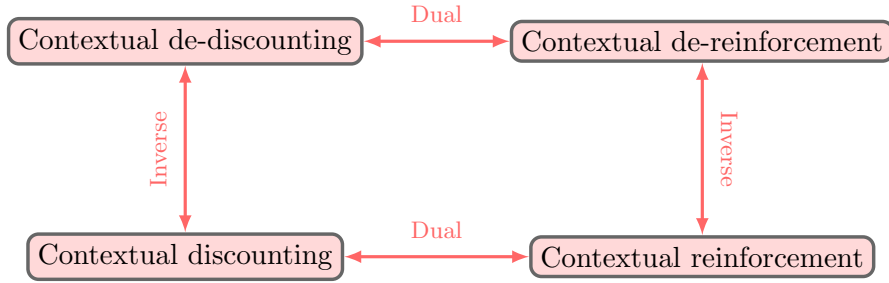 Dual
Contextual de-discounting
Contextual de-reinforcement
Inverse
Inverse
Dual
Contextual discounting
Contextual reinforcement